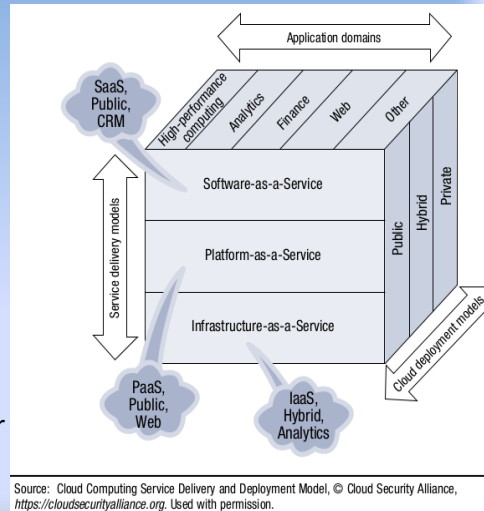 Application domains
SaaS,
Public,
CRM
High-performance
computing
Analytics
Finance
Web
Other
Service delivery models
Software-as-a-Service
Platform-as-a-Service
Infrastructure-as-a-Service
Public
Hybrid
Private
Cloud deployment models
PaaS,
Public,
Web
IaaS,
Hybrid,
Analytics
r
Source: Cloud Computing Service Delivery and Deployment Model, © Cloud Security Alliance,
https://cloudsecurityalliance.org. Used with permission.